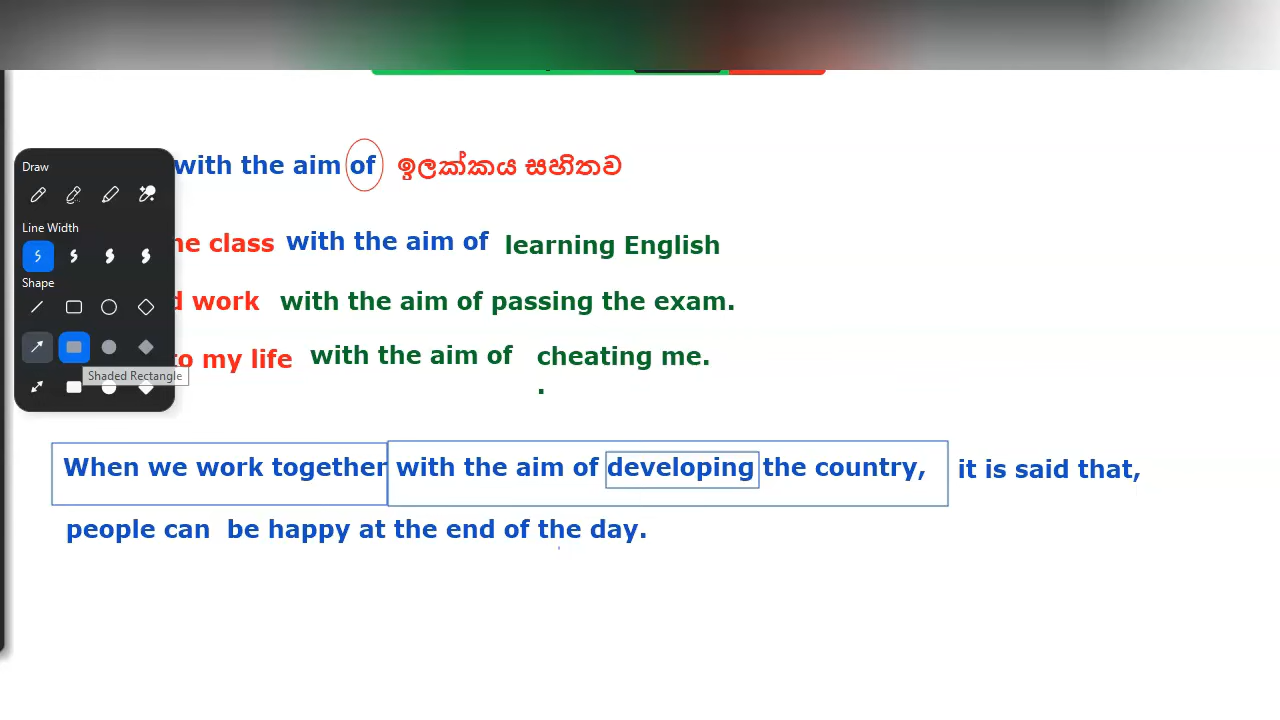 Draw
with the aim of ඉලක්කය සහිතව
Line Width
class with the aim of learning English
Shape
work with the aim of passing the exam.
to my life with the aim of cheating me.
Shaded Rectangle
.
When we work together with the aim of developing the country, it is said that,
people can be happy at the end of the day.